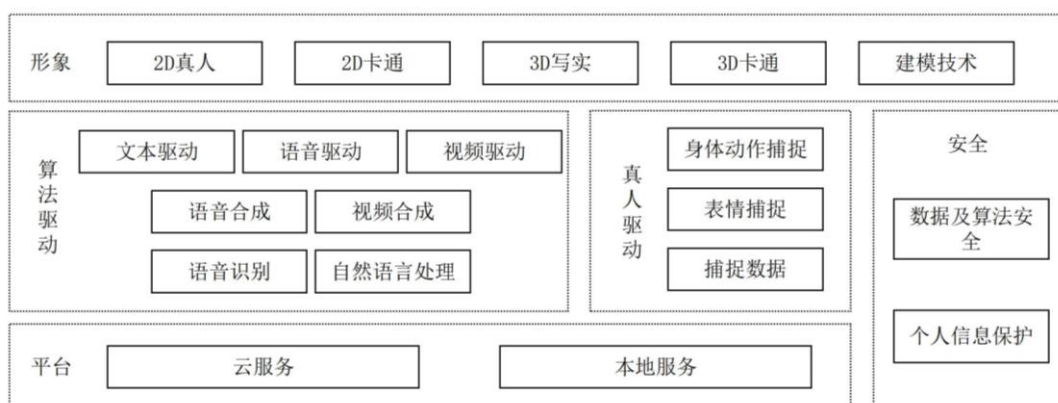 形象
2D真人
2D卡通
3D写实
3D卡通
建模技术
算法驱动
文本驱动
语音驱动
视频驱动
语音合成
视频合成
语音识别
自然语言处理
真人驱动
身体动作捕捉
表情捕捉
捕捉数据
安全
数据及算法安
全
个人信息保护
平台
云服务
本地服务